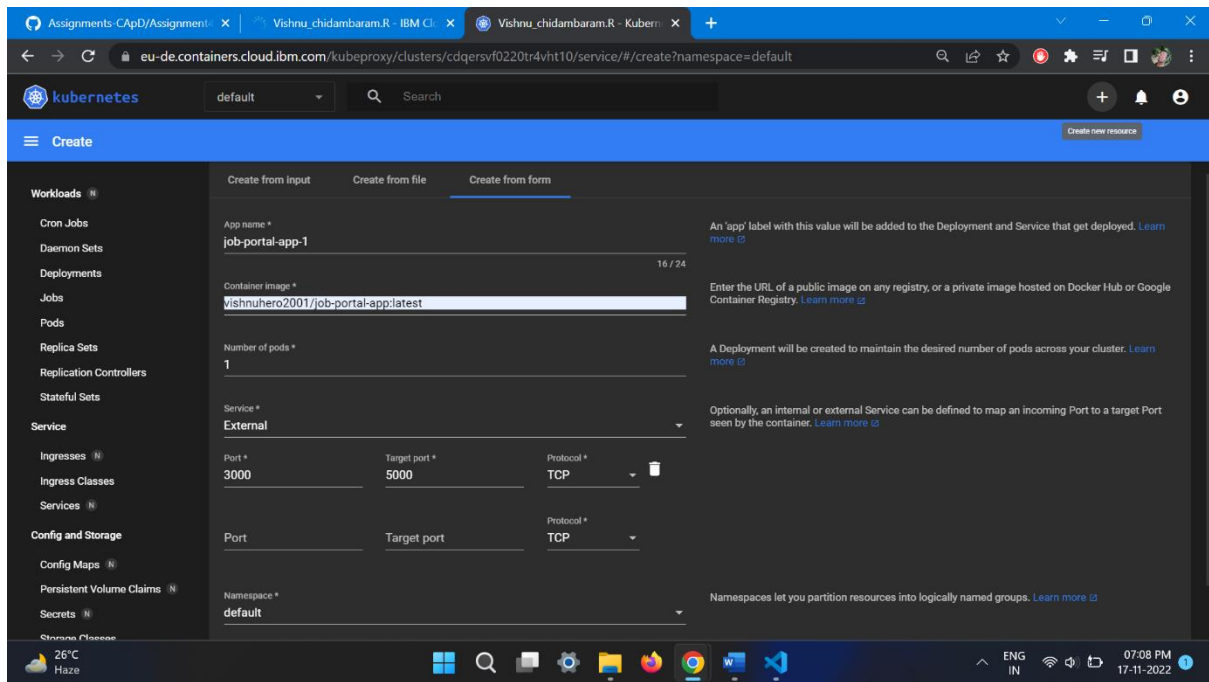 Assignments-CApD/Assignment4
Vishnu_chidambaram.R - IBM Clo
Vishnu_chidambaram.R - Kubern
eu-de.containers.cloud.ibm.com/kubeproxy/clusters/cdqersvf0220tr4vht10/service/#/create?namespace=default
kubernetes
default
Search
Create
Create new resource
Workloads N
Cron Jobs
Daemon Sets
Deployments
Jobs
Pods
Replica Sets
Replication Controllers
Stateful Sets
Service
Ingresses N
Ingress Classes
Services N
Config and Storage
Config Maps N
Persistent Volume Claims N
Secrets N
Storage Classes
Create from input
Create from file
Create from form
App name *
job-portal-app-1
16 / 24
An 'app' label with this value will be added to the Deployment and Service that get deployed. Learn
more
Container image *
vishnuhero2001/job-portal-app:latest
Enter the URL of a public image on any registry, or a private image hosted on Docker Hub or Google
Container Registry. Learn more
Number of pods *
1
A Deployment will be created to maintain the desired number of pods across your cluster. Learn
more
Service *
External
Optionally, an internal or external Service can be defined to map an incoming Port to a target Port
seen by the container. Learn more
Port *
3000
Target port *
5000
Protocol *
TCP
Port
Target port
Protocol *
TCP
Namespace *
default
Namespaces let you partition resources into logically named groups. Learn more
26°C
Haze
ENG
IN
07:08 PM
17-11-2022
1